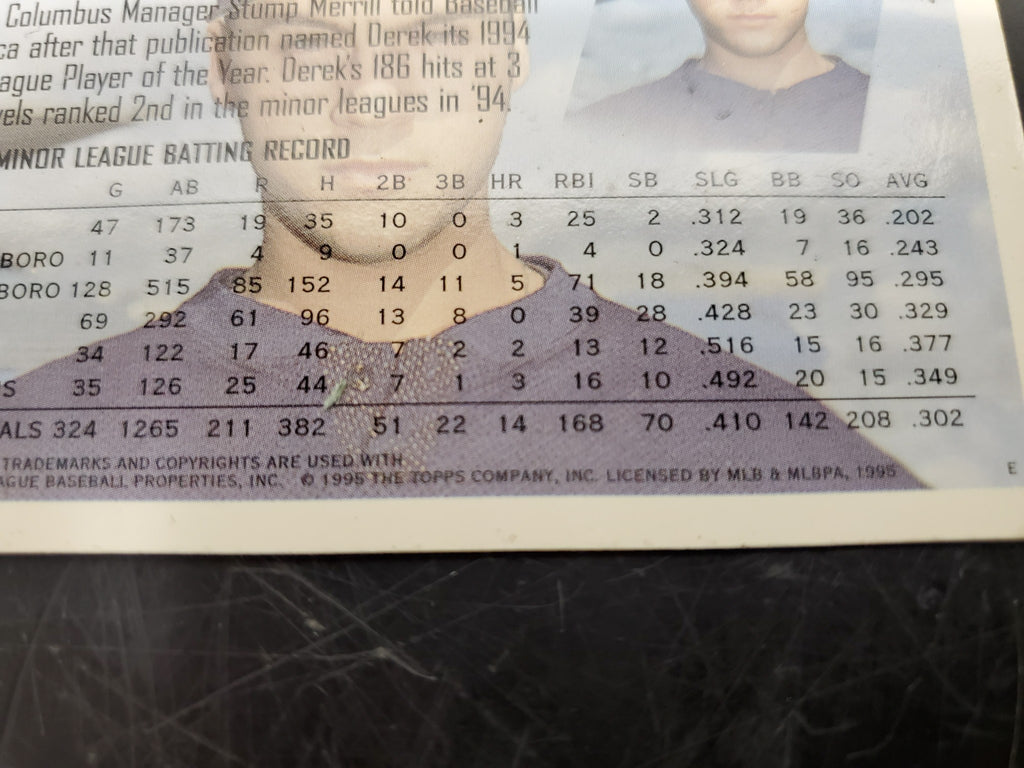 Columbus Manager Stump Merrill told Baseball
ca after that publication named Derek its 1994
ague Player of the Year. Derek's 186 hits at 3
vels ranked 2nd in the minor leagues in '94.
MINOR LEAGUE BATTING RECORD
G AB R H 2B 3B HR RBI SB SLG BB SO AVG
47 173 19 35 10 0 3 25 2 .312 19 36 .202
BORO 11 37 4 9 0 0 1 4 0 .324 7 16 .243
BORO 128 515 85 152 14 11 5 71 18 .394 58 95 .295
69 292 61 96 13 8 0 39 28 .428 23 30 .329
34 122 17 46 7 2 2 13 12 .516 15 16 .377
S 35 126 25 44 7 1 3 16 10 .492 20 15 .349
ALS 324 1265 211 382 51 22 14 168 70 .410 142 208 .302
TRADEMARKS AND COPYRIGHTS ARE USED WITH
AGUE BASEBALL PROPERTIES, INC. © 1995 THE TOPPS COMPANY, INC. LICENSED BY MLB & MLBPA, 1995
E